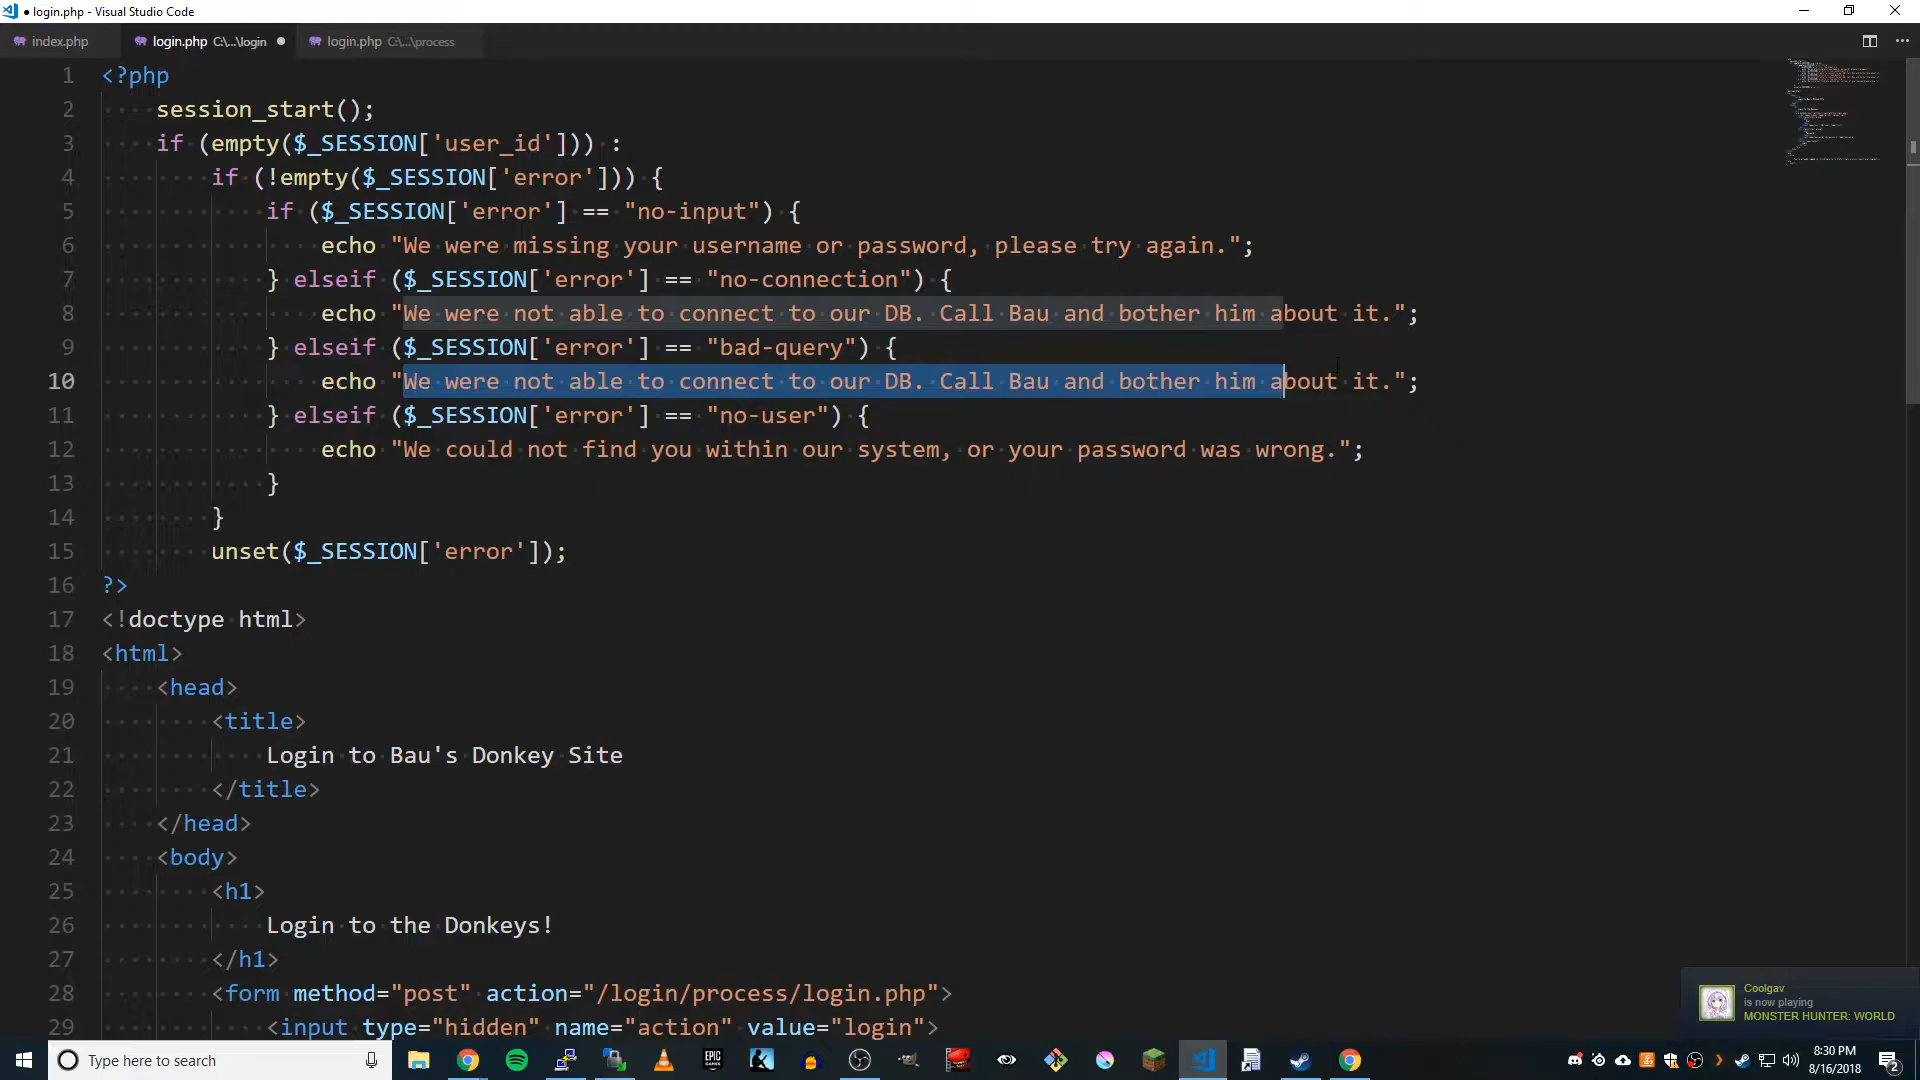 login.php - Visual Studio Code
index.php
login.php C:\...\login
login.php C:\...\process
1 <?php
2 session_start();
3 if (empty($_SESSION['user_id'])) :
4 if (!empty($_SESSION['error'])) {
5 if ($_SESSION['error'] == "no-input") {
6 echo "We were missing your username or password, please try again.";
7 } elseif ($_SESSION['error'] == "no-connection") {
8 echo "We were not able to connect to our DB. Call Bau and bother him about it.";
9 } elseif ($_SESSION['error'] == "bad-query") {
10 echo "We were not able to connect to our DB. Call Bau and bother him about it.";
11 } elseif ($_SESSION['error'] == "no-user") {
12 echo "We could not find you within our system, or your password was wrong.";
13 }
14 }
15 unset($_SESSION['error']);
16 ?>
17 <!doctype html>
18 <html>
19 <head>
20 <title>
21 Login to Bau's Donkey Site
22 </title>
23 </head>
24 <body>
25 <h1>
26 Login to the Donkeys!
27 </h1>
28 <form method="post" action="/login/process/login.php">
29 <input type="hidden" name="action" value="login">
Coolgav
is now playing
MONSTER HUNTER: WORLD
Type here to search
EPIC GAMES
8:30 PM
8/16/2018
2